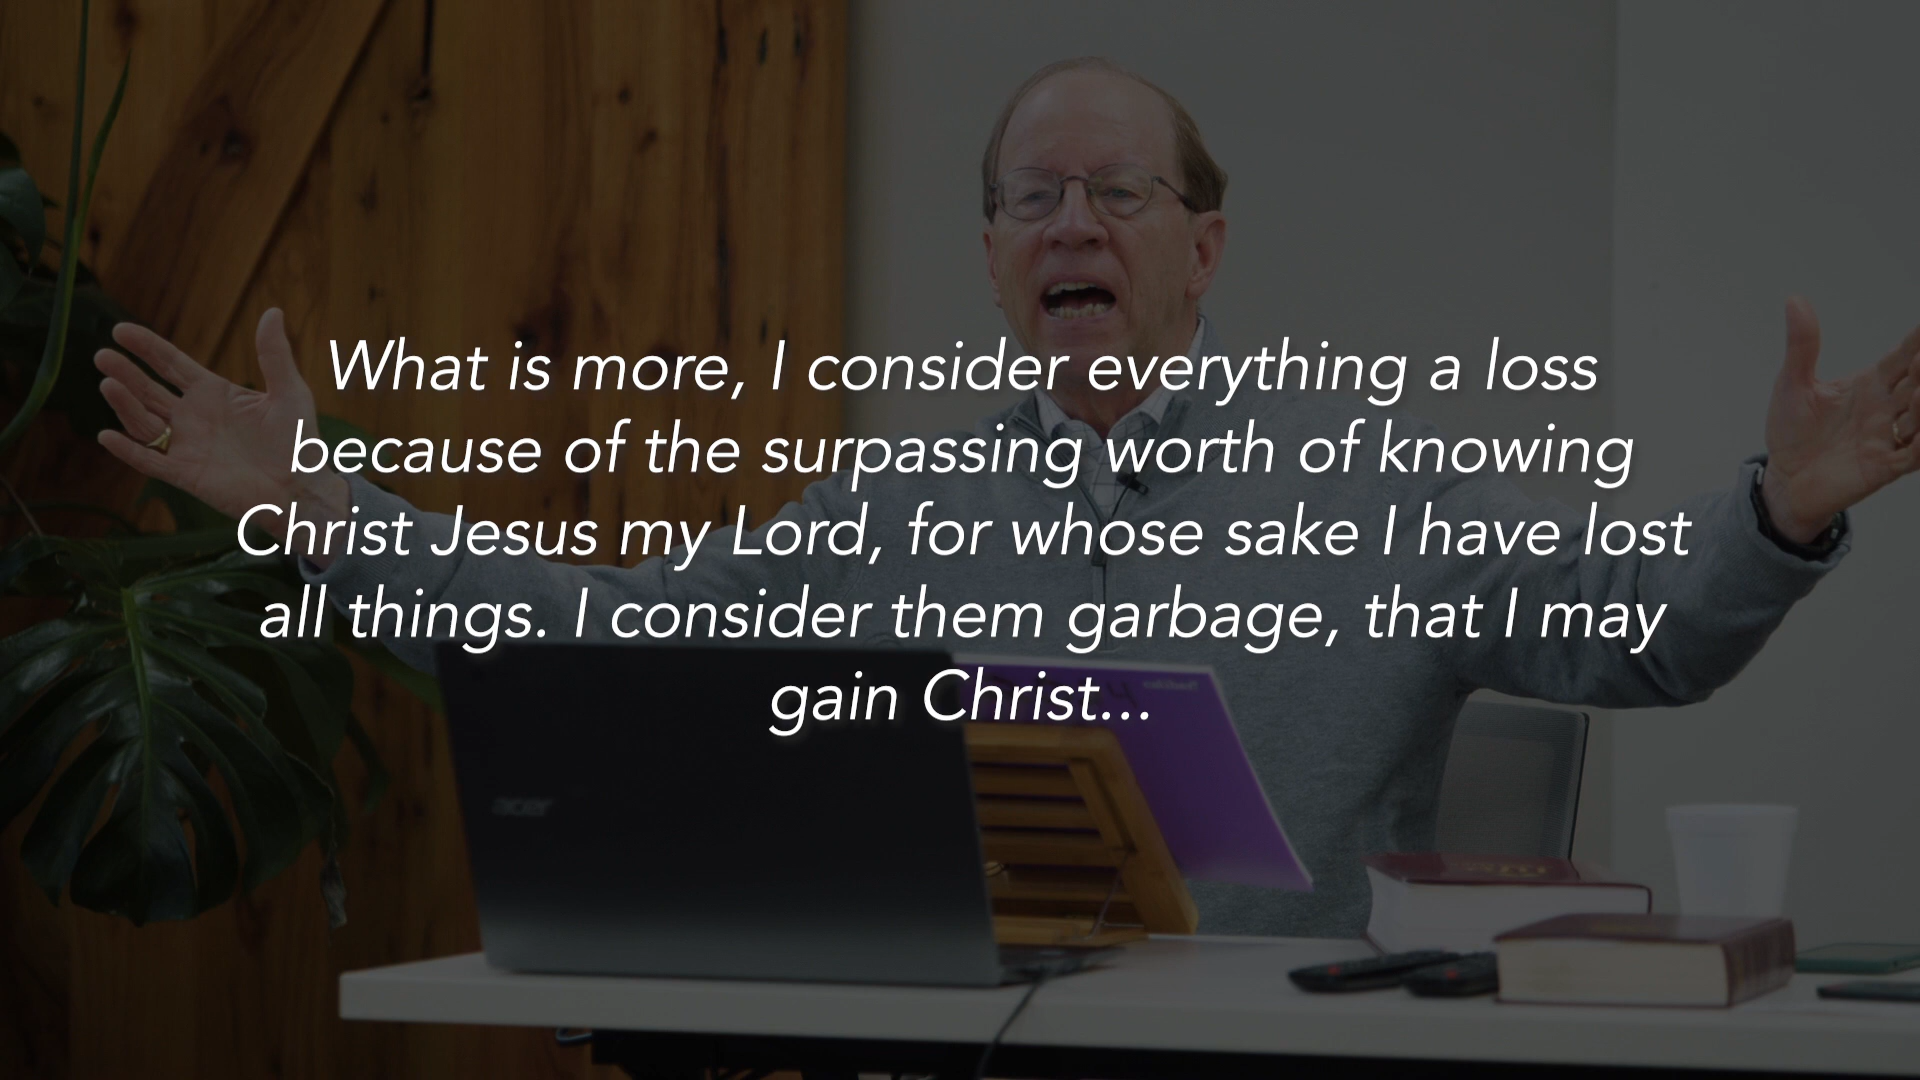 What is more, I consider everything a loss
because of the surpassing worth of knowing
Christ Jesus my Lord, for whose sake I have lost
all things. I consider them garbage, that I may
gain Christ...
acer